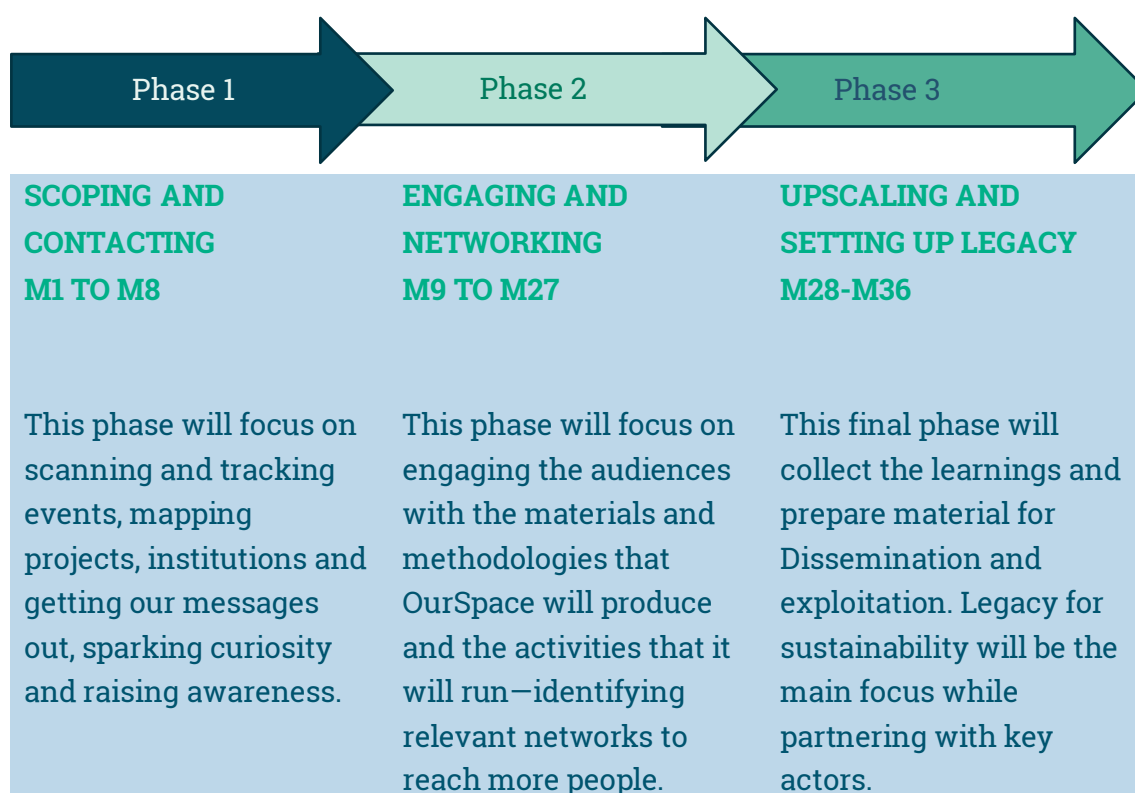 Phase 1
Phase 2
Phase 3
SCOPING AND
CONTACTING
M1 TO M8
ENGAGING AND
NETWORKING
M9 TO M27
UPSCALING AND
SETTING UP LEGACY
M28-M36
This phase will focus on
scanning and tracking
events, mapping
projects, institutions and
getting our messages
out, sparking curiosity
and raising awareness.
This phase will focus on
engaging the audiences
with the materials and
methodologies that
OurSpace will produce
and the activities that it
will run—identifying
relevant networks to
reach more people.
This final phase will
collect the learnings and
prepare material for
Dissemination and
exploitation. Legacy for
sustainability will be the
main focus while
partnering with key
actors.